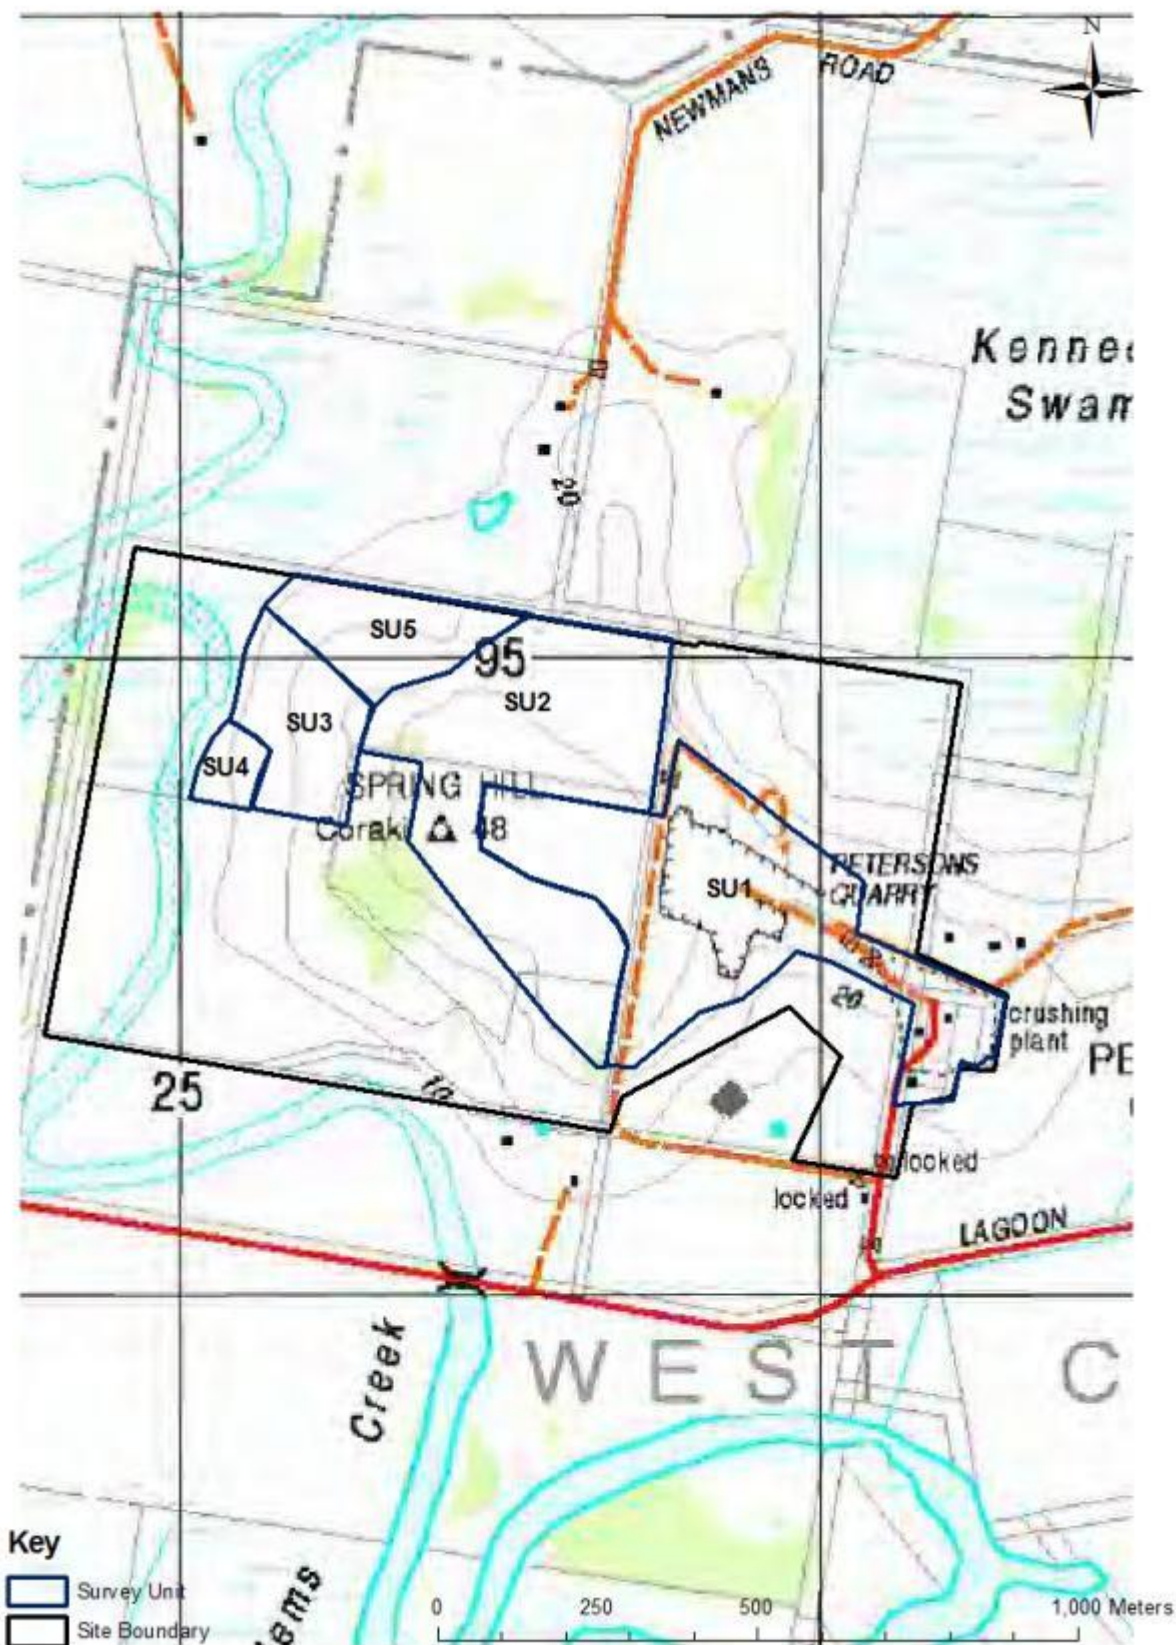 N
NEWMANS ROAD
Kenne
Swam
20
SU5
95
SU2
SU3
SU4
SPRING HILL
Coraki 48
PETERSONS
QUARRY
SU1
20
crushing
plant
PE
25
10
locked
locked
LAGOON
Creek
WEST C
Key
Survey Unit
Site Boundary
ems
0 250 500 1,000 Meters